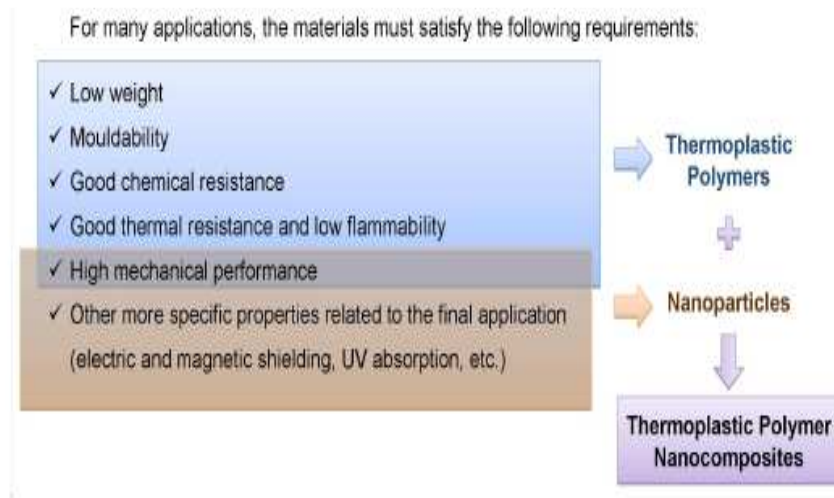 For many applications, the materials must satisfy the following requirements:
✓ Low weight
✓ Mouldability
✓ Good chemical resistance
✓ Good thermal resistance and low flammability
✓ High mechanical performance
✓ Other more specific properties related to the final application
(electric and magnetic shielding, UV absorption, etc.)
Thermoplastic
Polymers
+
Nanoparticles
Thermoplastic Polymer
Nanocomposites